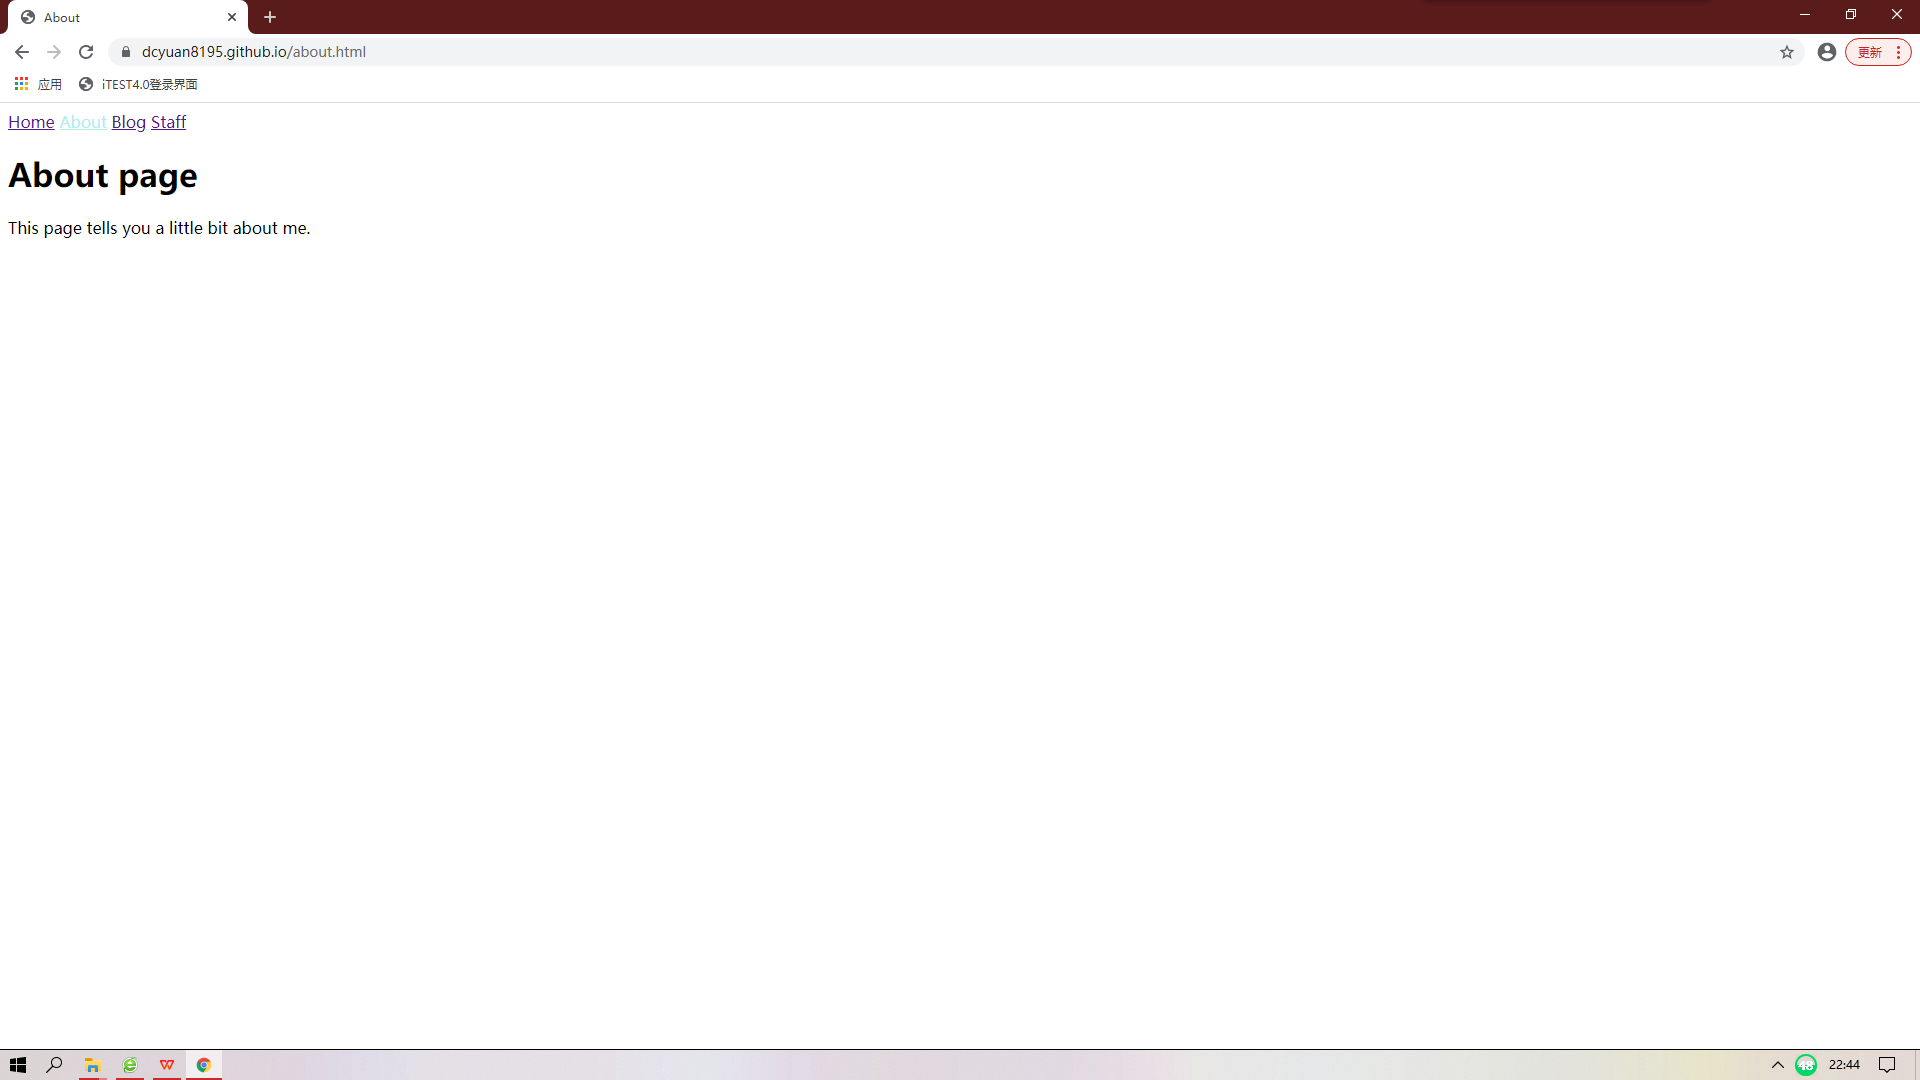 About
dcyuan8195.github.io/about.html
更新
应用 iTEST4.0登录界面
Home About Blog Staff
About page
This page tells you a little bit about me.
48
22:44